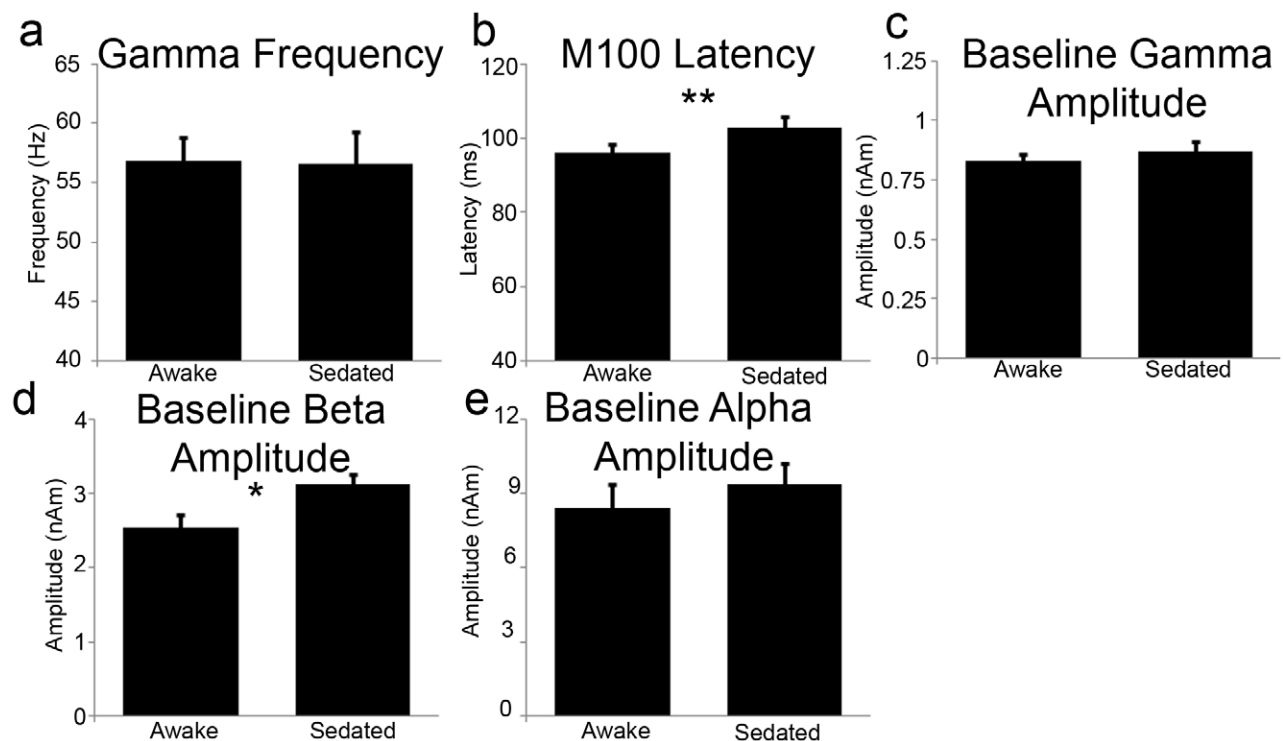 a
Gamma Frequency
65
60
55
50
45
40
Frequency (Hz)
Awake
Sedated
b
M100 Latency
**
120
100
80
60
40
Latency (ms)
Awake
Sedated
c
Baseline Gamma
Amplitude
1.25
1
0.75
0.5
0.25
0
Amplitude (nAm)
Awake
Sedated
d
Baseline Beta
Amplitude
*
4
3
2
1
0
Amplitude (nAm)
Awake
Sedated
e
Baseline Alpha
Amplitude
12
9
6
3
0
Amplitude (nAm)
Awake
Sedated